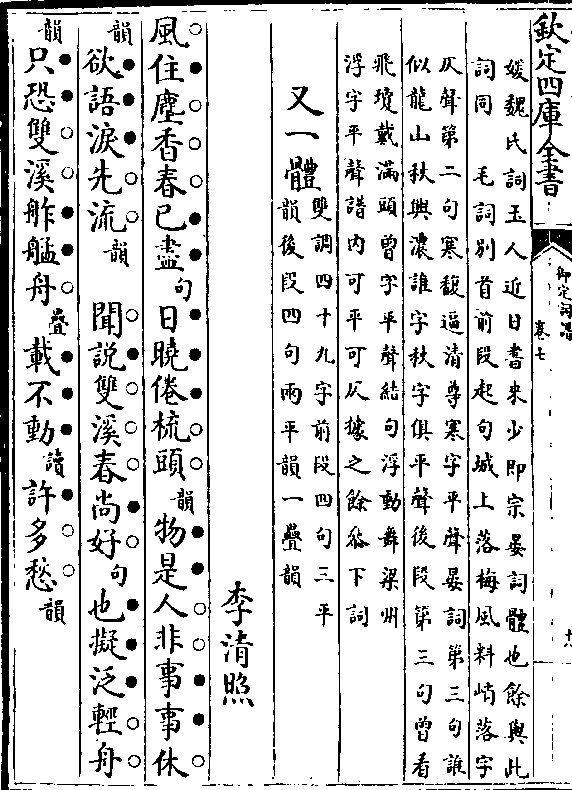 欽定四庫全書
御定詞譜
卷七
媛魏氏詞玉人近日書來少即宗晏詞體也餘與此
詞同　毛詞別首前段起句城上落梅風料峭落字
仄聲第二句寒馥逼清尊寒字平聲晏詞第三句誰
似龍山秋興濃誰字秋字俱平聲後段第三句曾看
飛瓊戴滿頭曾字平聲結句浮動舞梁州
浮字平聲譜內可平可仄據之餘叅下詞
又一體
雙調四十九字前段四句三平
韻後段四句兩平韻一疊韻
李清照
風住塵香春已盡句日曉倦梳頭韻物是人非事事休
韻欲語淚先流韻　聞說雙溪春尚好句也擬泛輕舟
韻只恐雙溪舴艋舟疊載不動讀許多愁韻